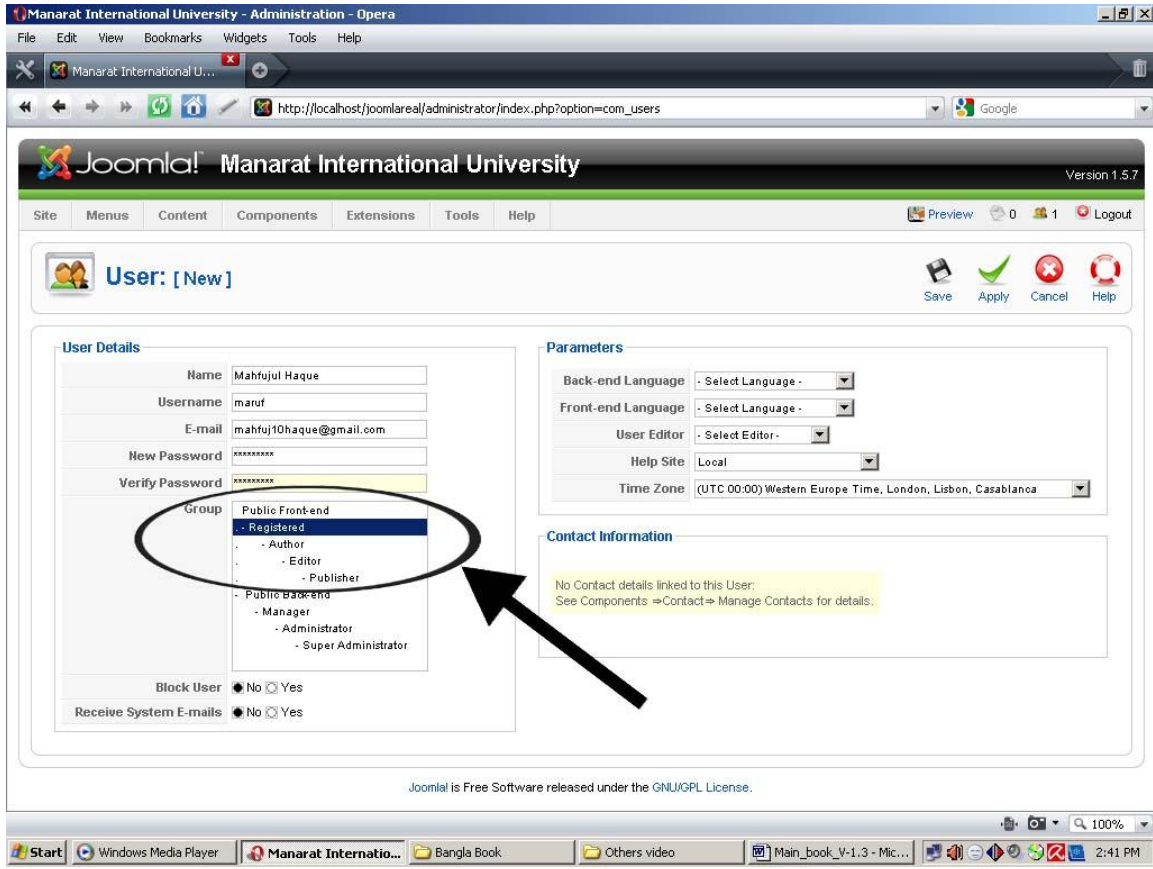 Manarat International University - Administration - Opera
File Edit View Bookmarks Widgets Tools Help
Manarat International U...
http://localhost/joomlareal/administrator/index.php?option=com_users
Google
Joomla!™ Manarat International University
Version 1.5.7
Site Menus Content Components Extensions Tools Help Preview 0 1 Logout
User: [ New ]
Save Apply Cancel Help
User Details
Name Mahfujul Haque
Username maruf
E-mail mahfuj10haque@gmail.com
New Password *********
Verify Password *********
Group Public Front-end
. - Registered
. - Author
. - Editor
. - Publisher
- Public Back-end
- Manager
- Administrator
- Super Administrator
Block User No Yes
Receive System E-mails No Yes
Parameters
Back-end Language - Select Language -
Front-end Language - Select Language -
User Editor - Select Editor -
Help Site Local
Time Zone (UTC 00:00) Western Europe Time, London, Lisbon, Casablanca
Contact Information
No Contact details linked to this User:
See Components ⇒Contact⇒ Manage Contacts for details.
Joomla! is Free Software released under the GNU/GPL License.
100%
Start Windows Media Player Manarat Internatio... Bangla Book Others video Main_book_V-1.3 - Mic... 2:41 PM